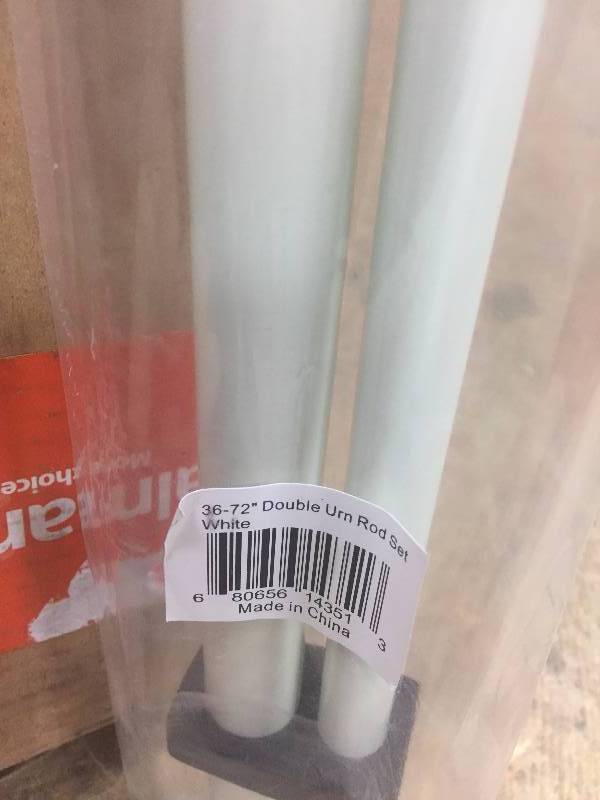 36-72" Double Urn Rod Set
White
6 80656 14351 3
Made in China